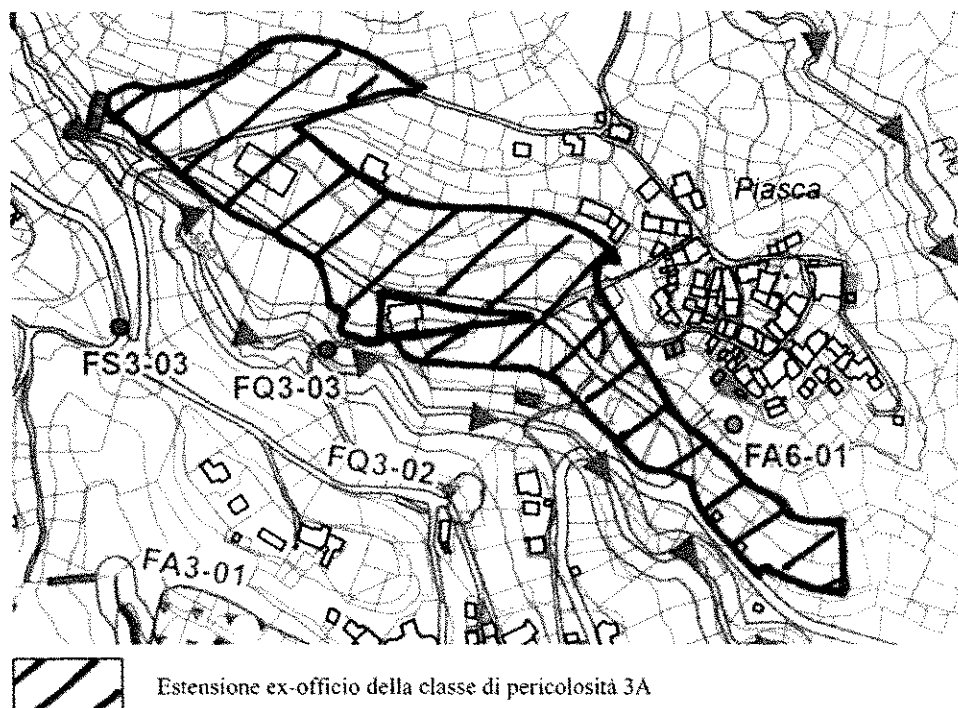 Piasca
Rio
FS3-03
FQ3-03
FA6-01
FQ3-02
FA3-01
Estensione ex-officio della classe di pericolosità 3A